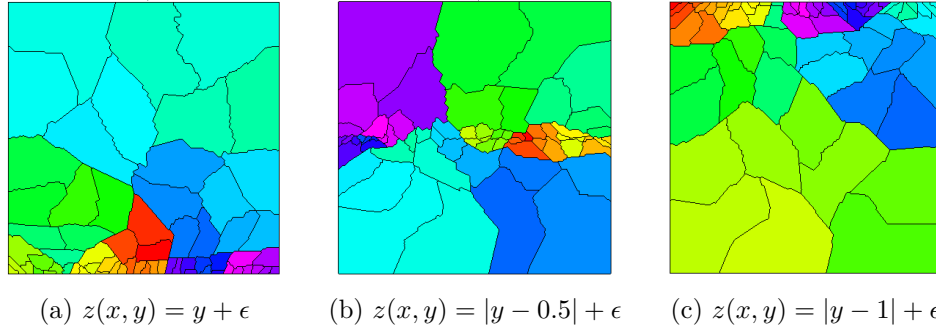 (a) z(x, y) = y + ϵ
(b) z(x, y) = |y − 0.5| + ϵ
(c) z(x, y) = |y − 1| + ϵ